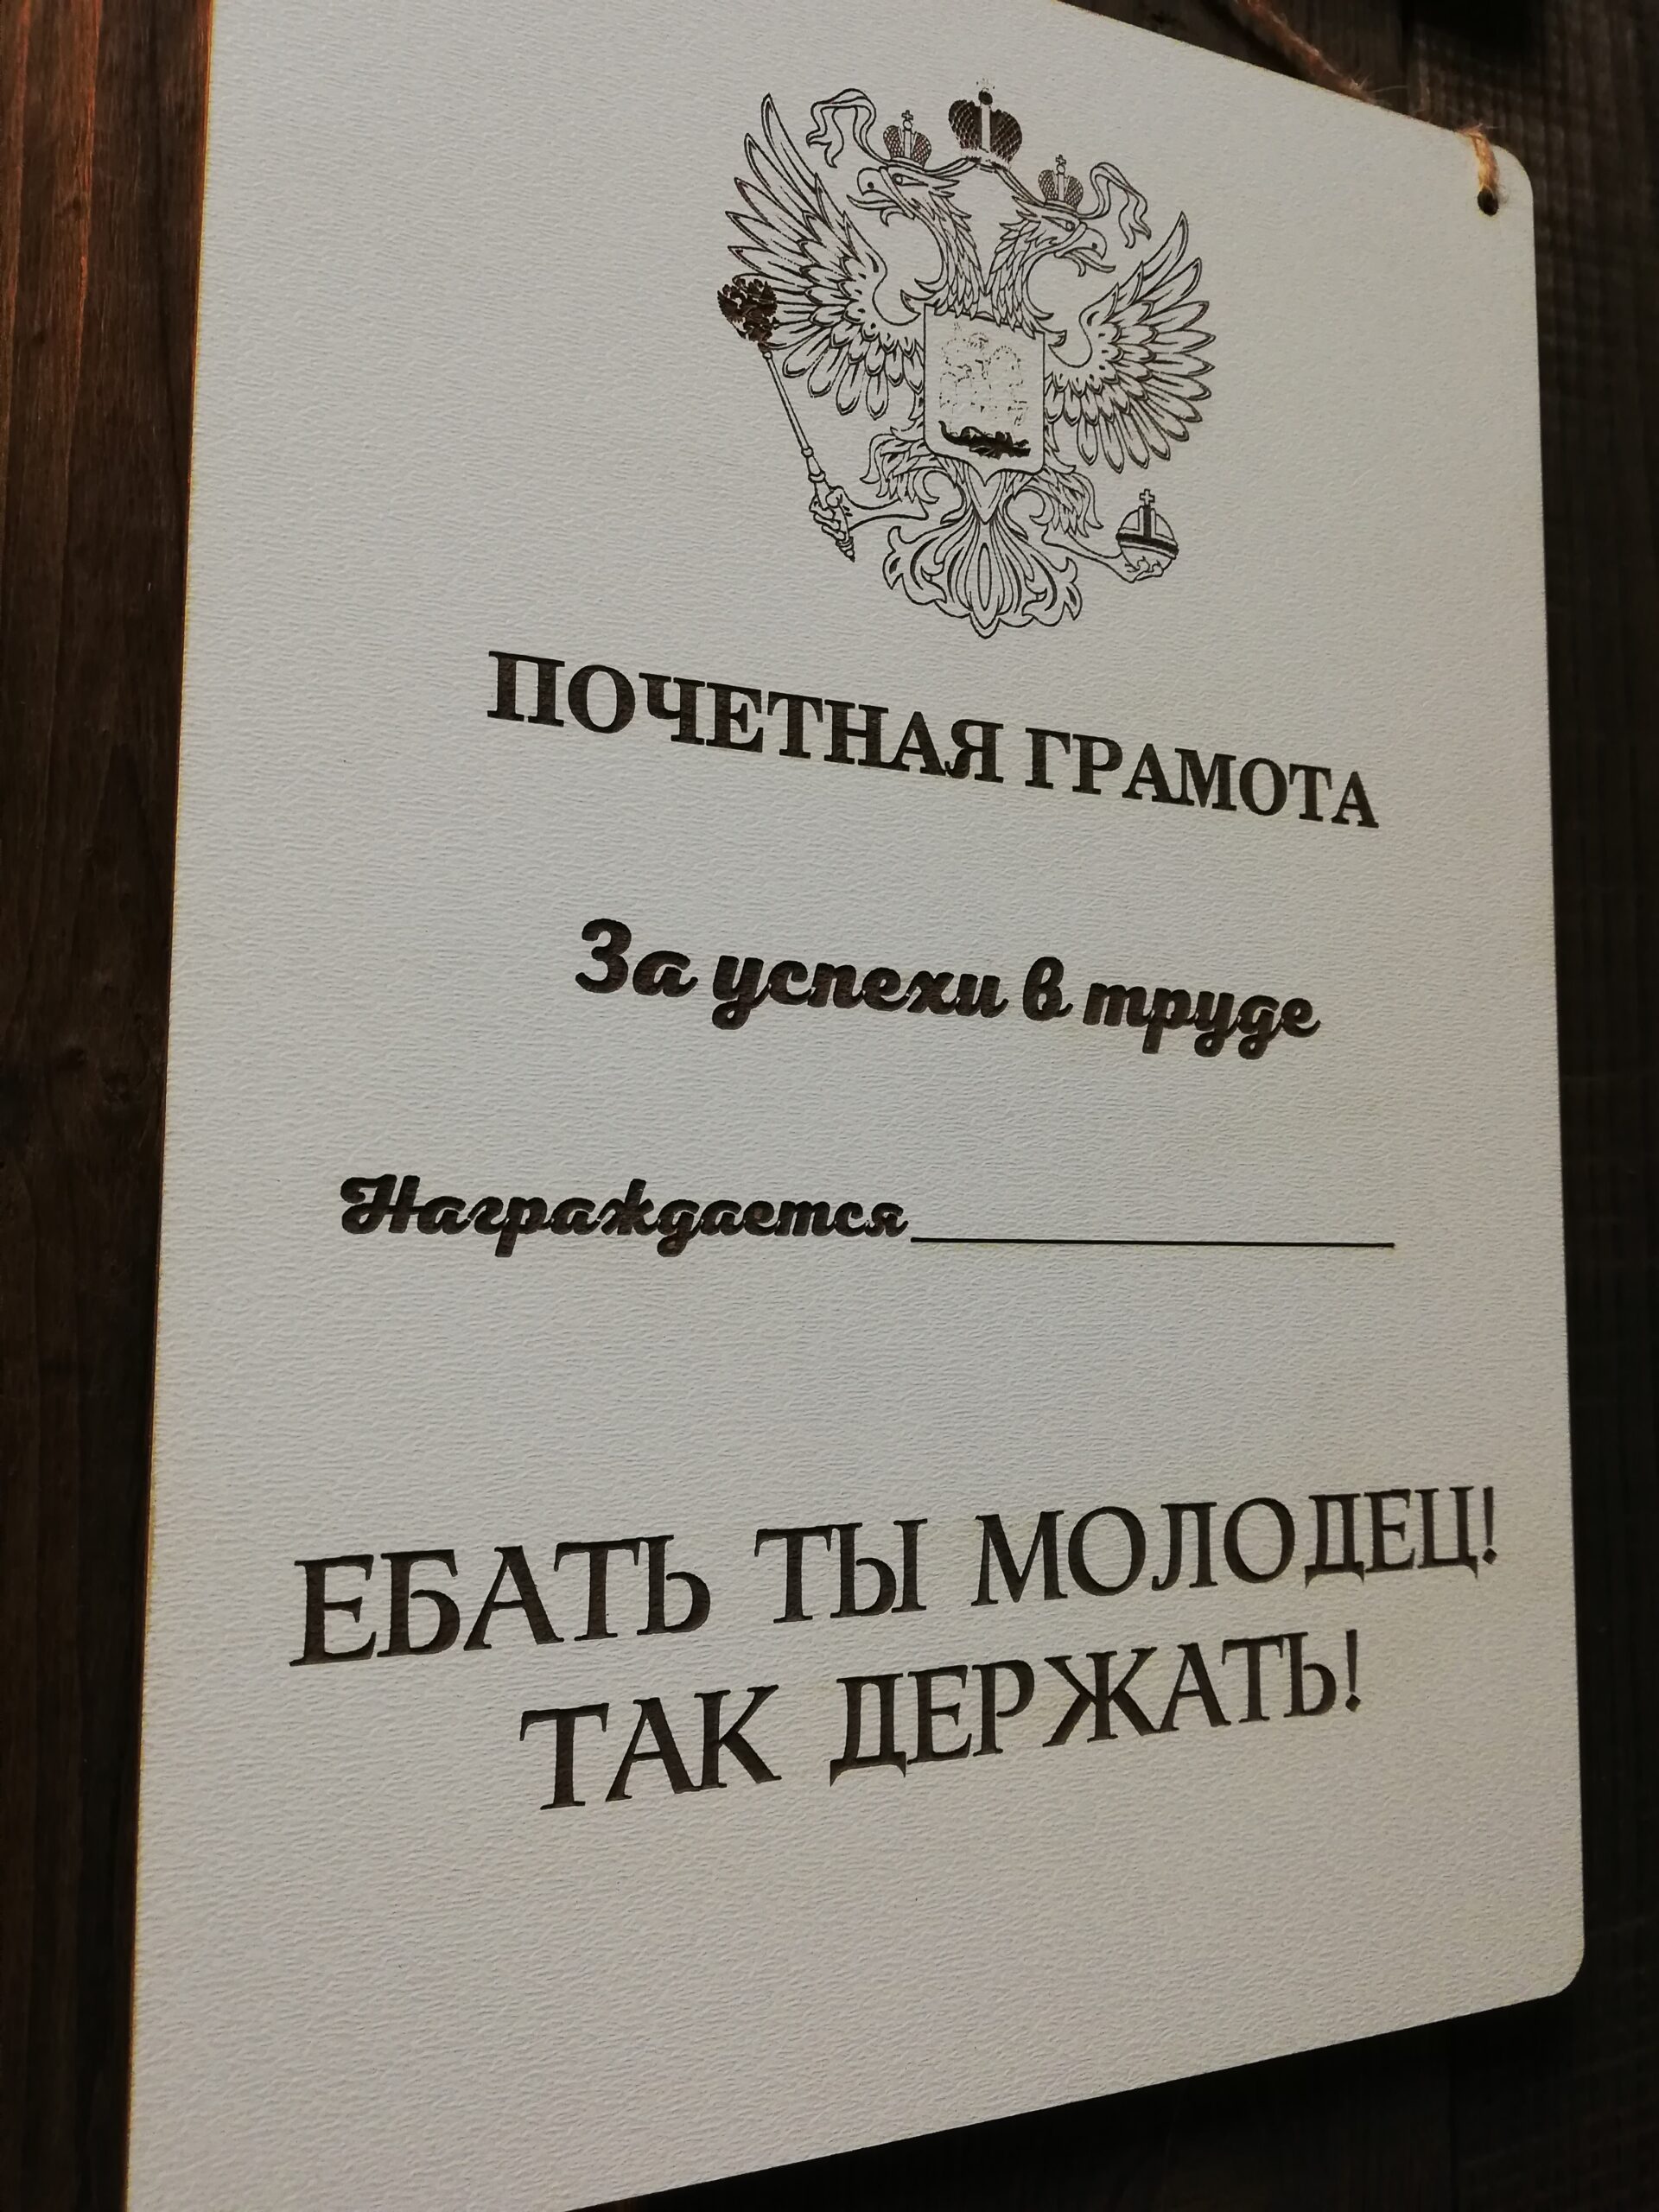 ПОЧЕТНАЯ ГРАМОТА
За успехи в труде
Награждается
ЕБАТЬ ТЫ МОЛОДЕЦ!
ТАК ДЕРЖАТЬ!